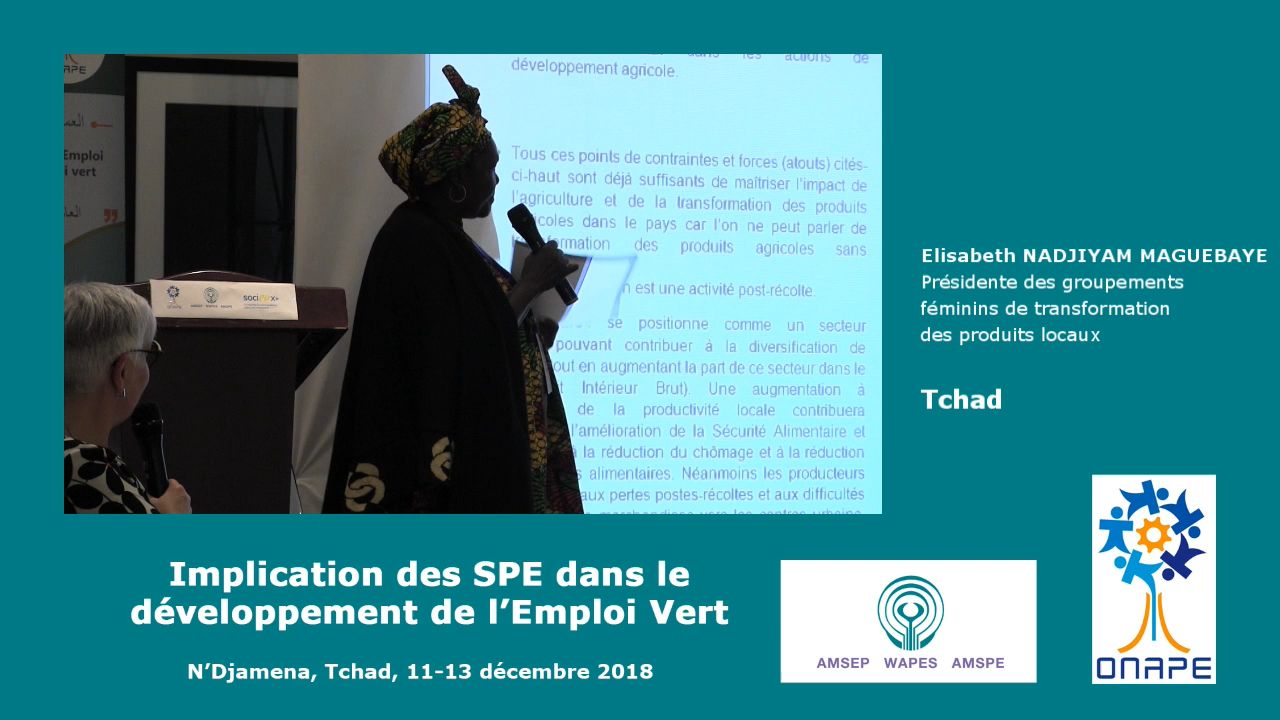 dans les actions de
développement agricole.
Tous ces points de contraintes et forces (atouts) cités-
ci-haut sont déjà suffisants de maîtriser l'impact de
l'agriculture et de la transformation des produits
dans le pays car l'on ne peut parler de
des produits agricoles sans
est une activité post-récolte.
se positionne comme un secteur
pouvant contribuer à la diversification de
en augmentant la part de ce secteur dans le
Intérieur Brut). Une augmentation à
de la productivité locale contribuera
l'amélioration de la Sécurité Alimentaire et
la réduction du chômage et à la réduction
alimentaires. Néanmoins les producteurs
aux pertes postes-récoltes et aux difficultés
Emploi
vert
Elisabeth NADJIYAM MAGUEBAYE
Présidente des groupements
féminins de transformation
des produits locaux
Tchad
Implication des SPE dans le
développement de l'Emploi Vert
N'Djamena, Tchad, 11-13 décembre 2018
AMSEP WAPES AMSPE
ONAPE